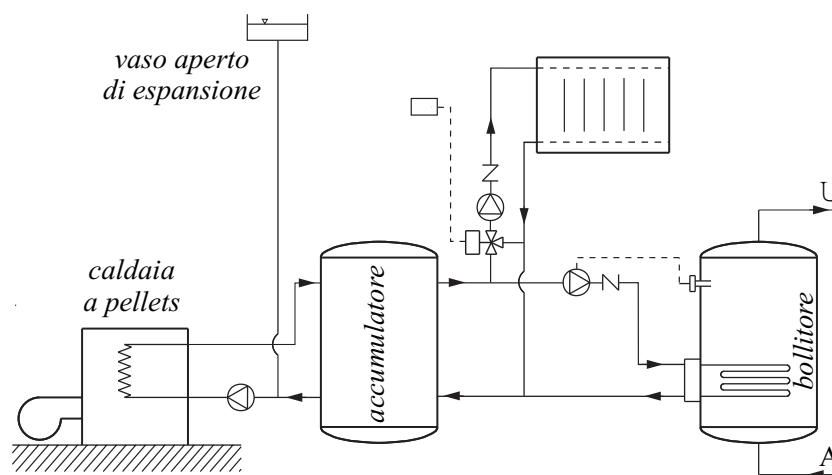 vaso aperto
di espansione
caldaia
a pellets
accumulatore
bollitore
U
A